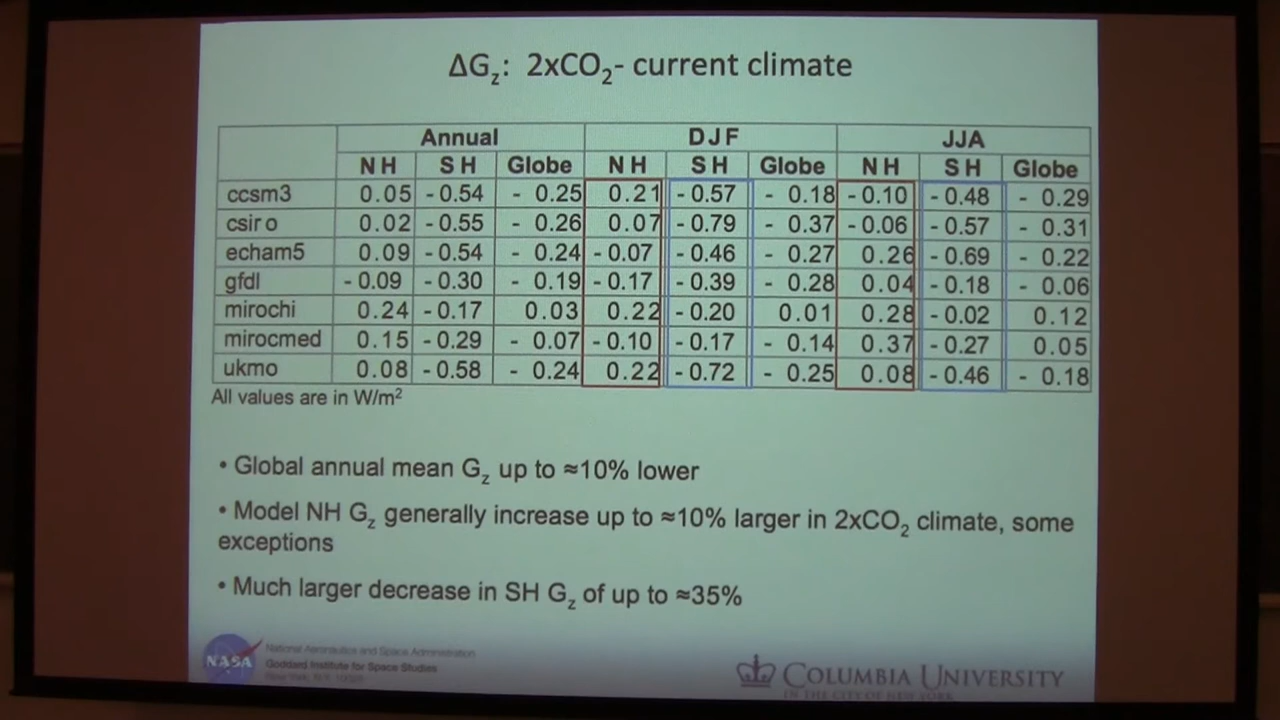 ΔGz: 2xCO2- current climate
Annual DJF JJA
NH SH Globe NH SH Globe NH SH Globe
ccsm3 0.05 -0.54 - 0.25 0.21 -0.57 - 0.18 -0.10 -0.48 - 0.29
csiro 0.02 -0.55 - 0.26 0.07 -0.79 - 0.37 -0.06 -0.57 - 0.31
echam5 0.09 -0.54 - 0.24 -0.07 -0.46 - 0.27 0.26 -0.69 - 0.22
gfdl -0.09 -0.30 - 0.19 -0.17 -0.39 - 0.28 0.04 -0.18 - 0.06
mirochi 0.24 -0.17 0.03 0.22 -0.20 0.01 0.28 -0.02 0.12
mirocmed 0.15 -0.29 - 0.07 -0.10 -0.17 - 0.14 0.37 -0.27 0.05
ukmo 0.08 -0.58 - 0.24 0.22 -0.72 - 0.25 0.08 -0.46 - 0.18
All values are in W/m²
• Global annual mean Gz up to ≈10% lower
• Model NH Gz generally increase up to ≈10% larger in 2xCO2 climate, some
exceptions
• Much larger decrease in SH Gz of up to ≈35%
NASA
National Aeronautics and Space Administration
Goddard Institute for Space Studies
New York, N.Y. 10025
COLUMBIA UNIVERSITY
IN THE CITY OF NEW YORK